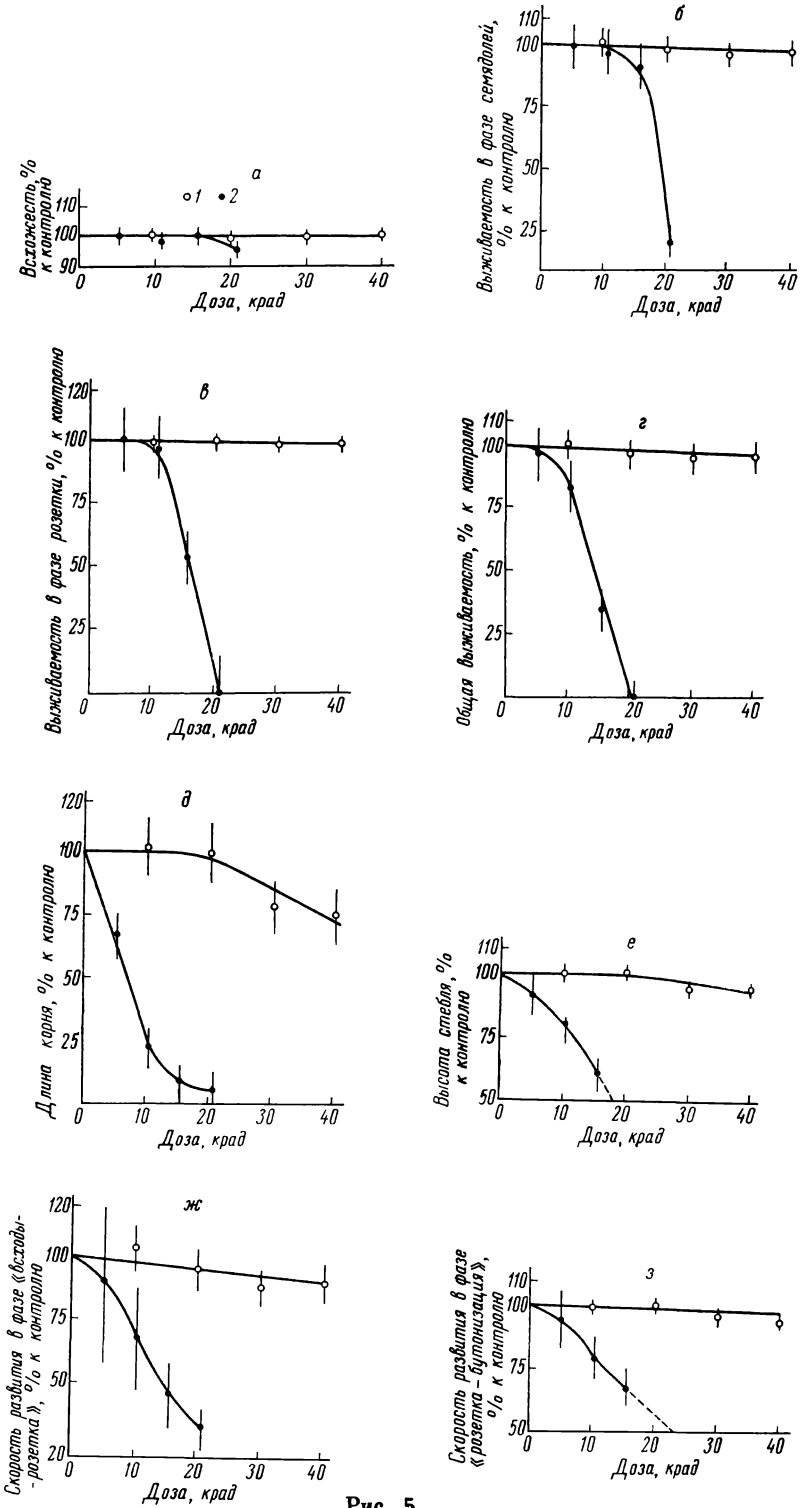 а
Всхожесть, %
к контролю
○ 1 ● 2
110
100
90
0 10 20 30 40
Доза, крад
б
Выживаемость в фазе семядолей,
% к контролю
110
100
75
50
25
0 10 20 30 40
Доза, крад
в
Выживаемость в фазе розетки, % к контролю
120
100
75
50
25
0 10 20 30 40
Доза, крад
г
Общая выживаемость, % к контролю
110
100
75
50
25
0 10 20 30 40
Доза, крад
д
Длина корня, % к контролю
120
100
75
50
25
0 10 20 30 40
Доза, крад
е
Высота стебля, %
к контролю
110
100
75
50
0 10 20 30 40
Доза, крад
ж
Скорость развития в фазе «всходы-
-розетка», % к контролю
120
100
75
50
20
0 10 20 30 40
Доза, крад
з
Скорость развития в фазе
«розетка-бутонизация»,
% к контролю
110
100
75
50
0 10 20 30 40
Доза, крад
Рис. 5